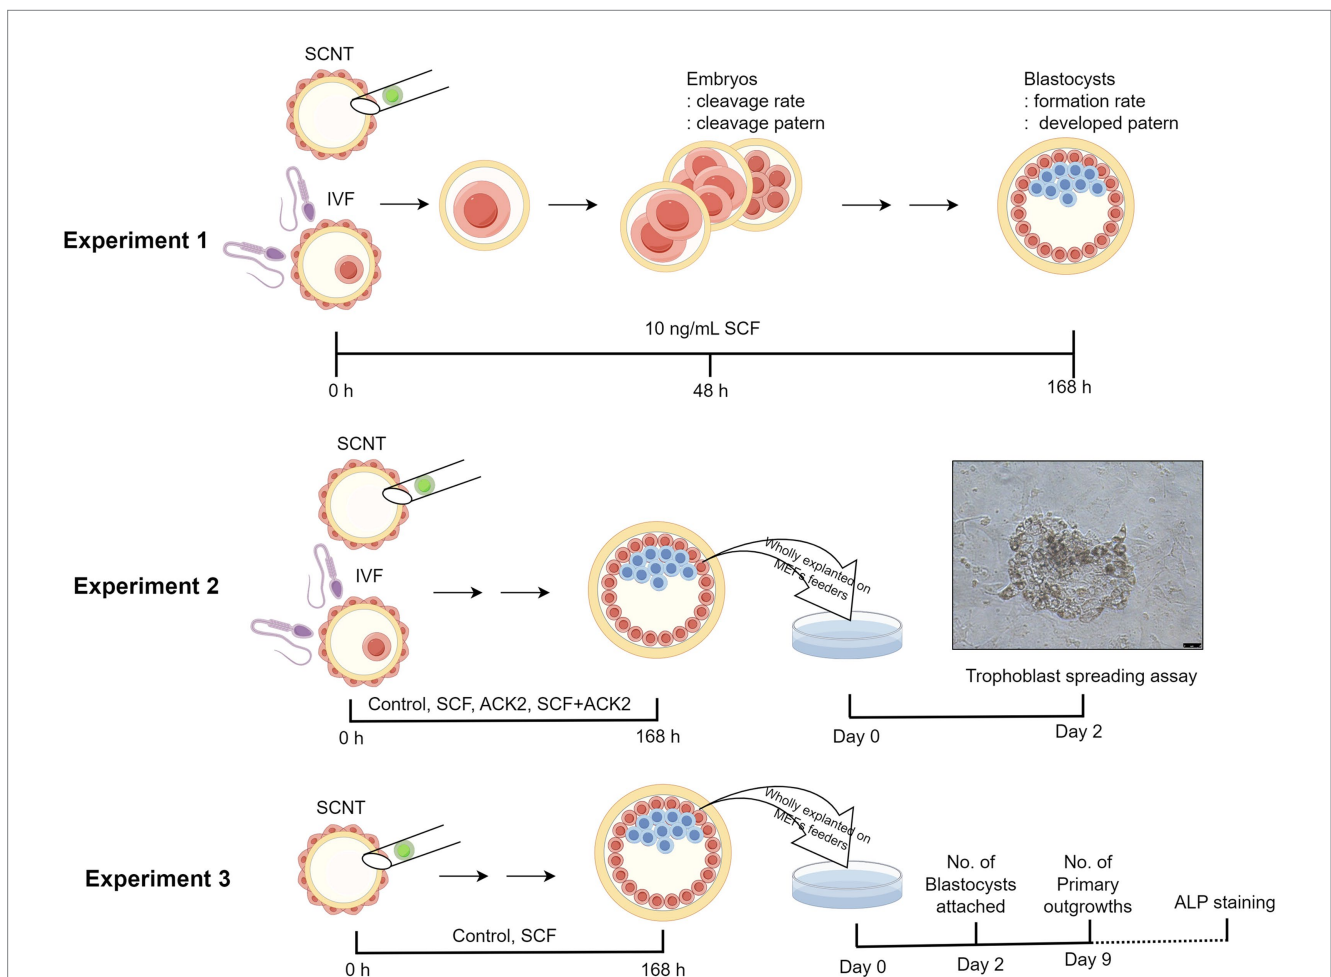 SCNT
Embryos
: cleavage rate
: cleavage patern
Blastocysts
: formation rate
: developed patern
IVF
Experiment 1
10 ng/mL SCF
0 h
48 h
168 h
SCNT
Experiment 2
IVF
Wholly explanted on
MEFs feeders
Trophoblast spreading assay
Control, SCF, ACK2, SCF+ACK2
0 h
168 h
Day 0
Day 2
SCNT
Wholly explanted on
MEFs feeders
Experiment 3
No. of
Blastocysts
attached
No. of
Primary
outgrowths
ALP staining
Control, SCF
0 h
168 h
Day 0
Day 2
Day 9